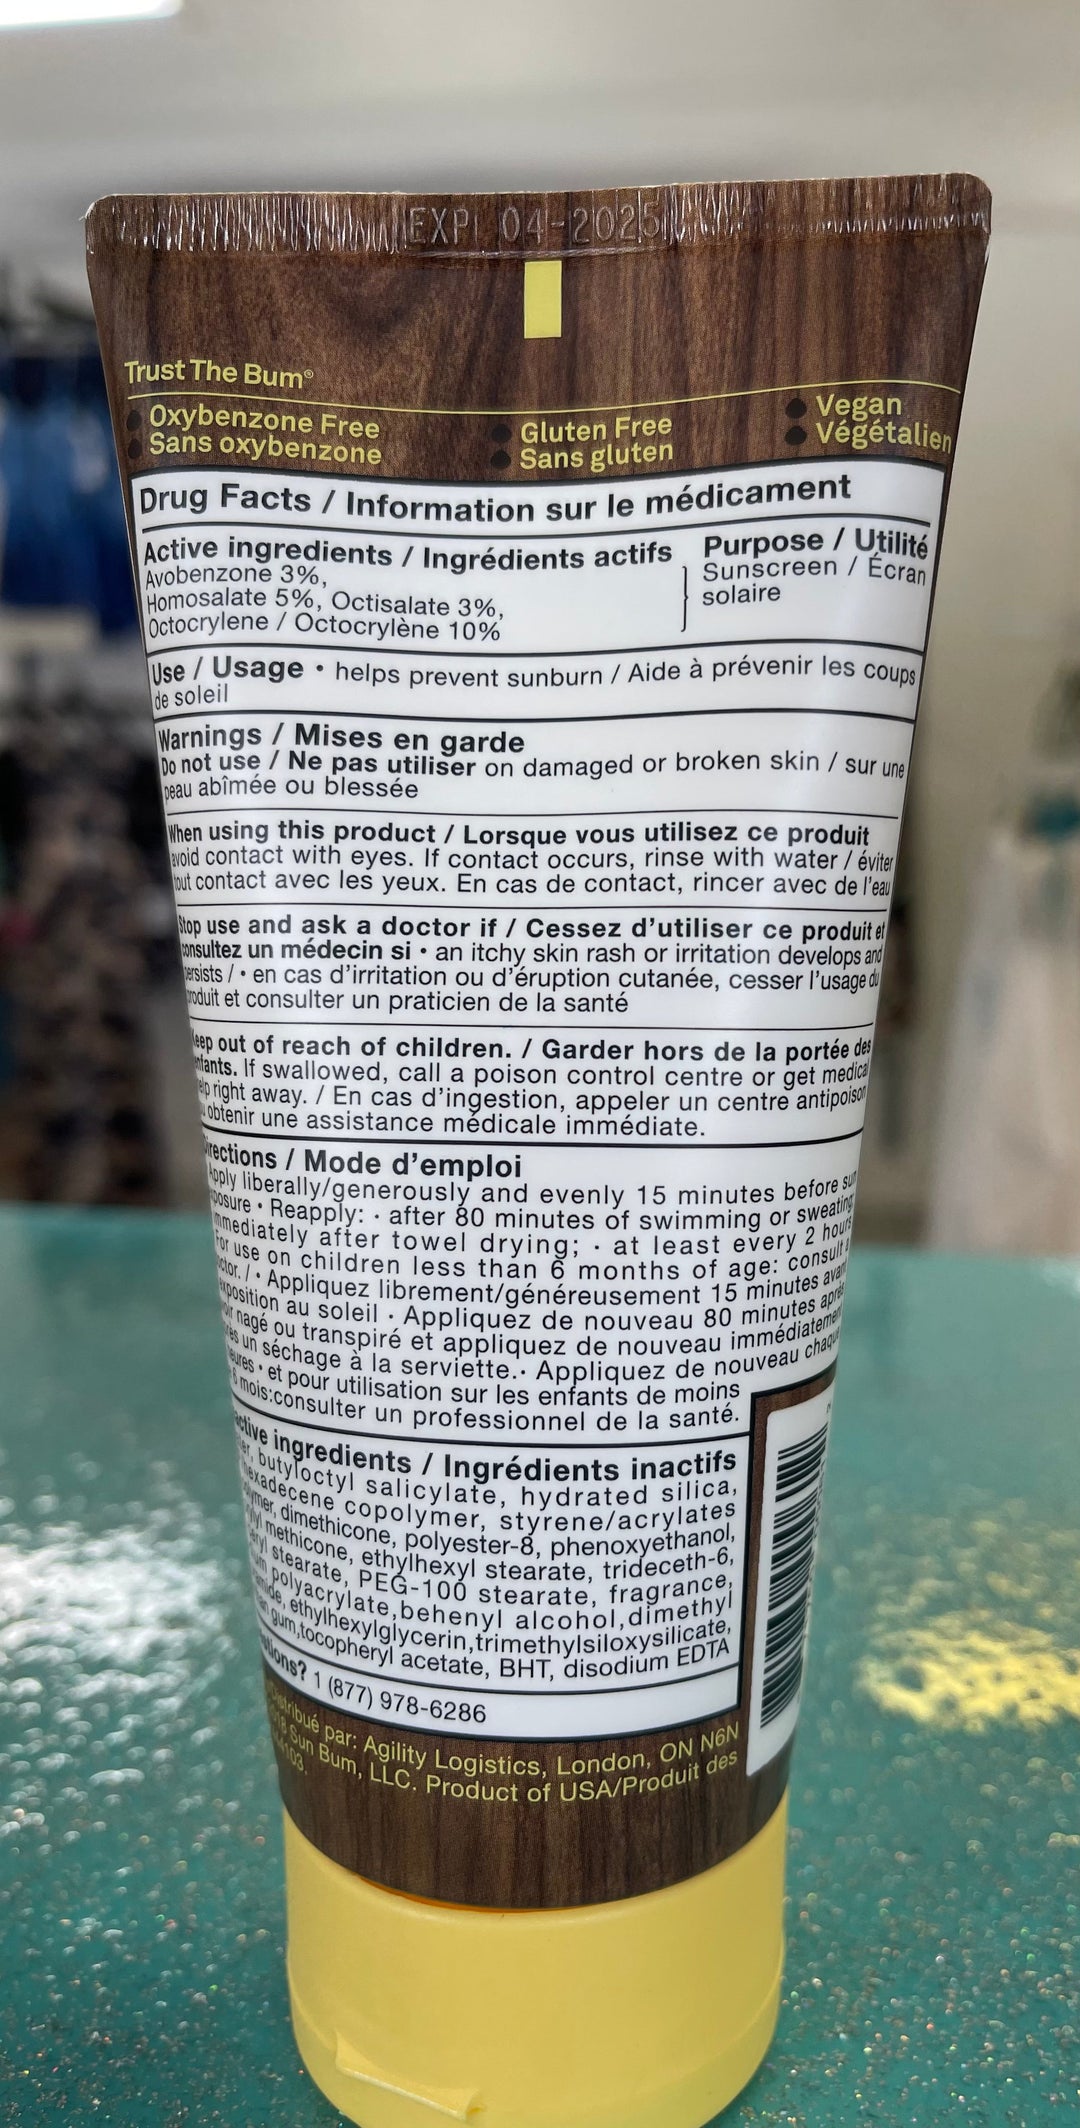 EXP 04-2025
Trust The Bum®
Oxybenzone Free
Sans oxybenzone
Gluten Free
Sans gluten
Vegan
Végétalien
Drug Facts / Information sur le médicament
Active ingredients / Ingrédients actifs
Avobenzone 3%,
Homosalate 5%, Octisalate 3%,
Octocrylene / Octocrylène 10%
Purpose / Utilité
Sunscreen / Écran
solaire
Use / Usage • helps prevent sunburn / Aide à prévenir les coups
de soleil
Warnings / Mises en garde
Do not use / Ne pas utiliser on damaged or broken skin / sur une
peau abîmée ou blessée
When using this product / Lorsque vous utilisez ce produit
avoid contact with eyes. If contact occurs, rinse with water / éviter
tout contact avec les yeux. En cas de contact, rincer avec de l'eau
Stop use and ask a doctor if / Cessez d'utiliser ce produit et
consultez un médecin si • an itchy skin rash or irritation develops and
persists / • en cas d'irritation ou d'éruption cutanée, cesser l'usage du
produit et consulter un praticien de la santé
Keep out of reach of children. / Garder hors de la portée des
enfants. If swallowed, call a poison control centre or get medical
help right away. / En cas d'ingestion, appeler un centre antipoison
obtenir une assistance médicale immédiate.
Directions / Mode d'emploi
Apply liberally/generously and evenly 15 minutes before sun
exposure • Reapply: · after 80 minutes of swimming or sweating;
immediately after towel drying; · at least every 2 hours
For use on children less than 6 months of age: consult a
doctor. / • Appliquez librement/généreusement 15 minutes avant
exposition au soleil · Appliquez de nouveau 80 minutes après
nagé ou transpiré et appliquez de nouveau immédiatement
un séchage à la serviette.· Appliquez de nouveau chaque
heures • et pour utilisation sur les enfants de moins
6 mois:consulter un professionnel de la santé.
ingredients / Ingrédients inactifs
butyloctyl salicylate, hydrated silica,
copolymer, styrene/acrylates
dimethicone, polyester-8, phenoxyethanol,
methicone, ethylhexyl stearate, trideceth-6,
stearate, PEG-100 stearate, fragrance,
polyacrylate,behenyl alcohol,dimethyl
ethylhexylglycerin,trimethylsiloxysilicate,
gum,tocopheryl acetate, BHT, disodium EDTA
1 (877) 978-6286
par: Agility Logistics, London, ON N6N
Sun Bum, LLC. Product of USA/Produit des